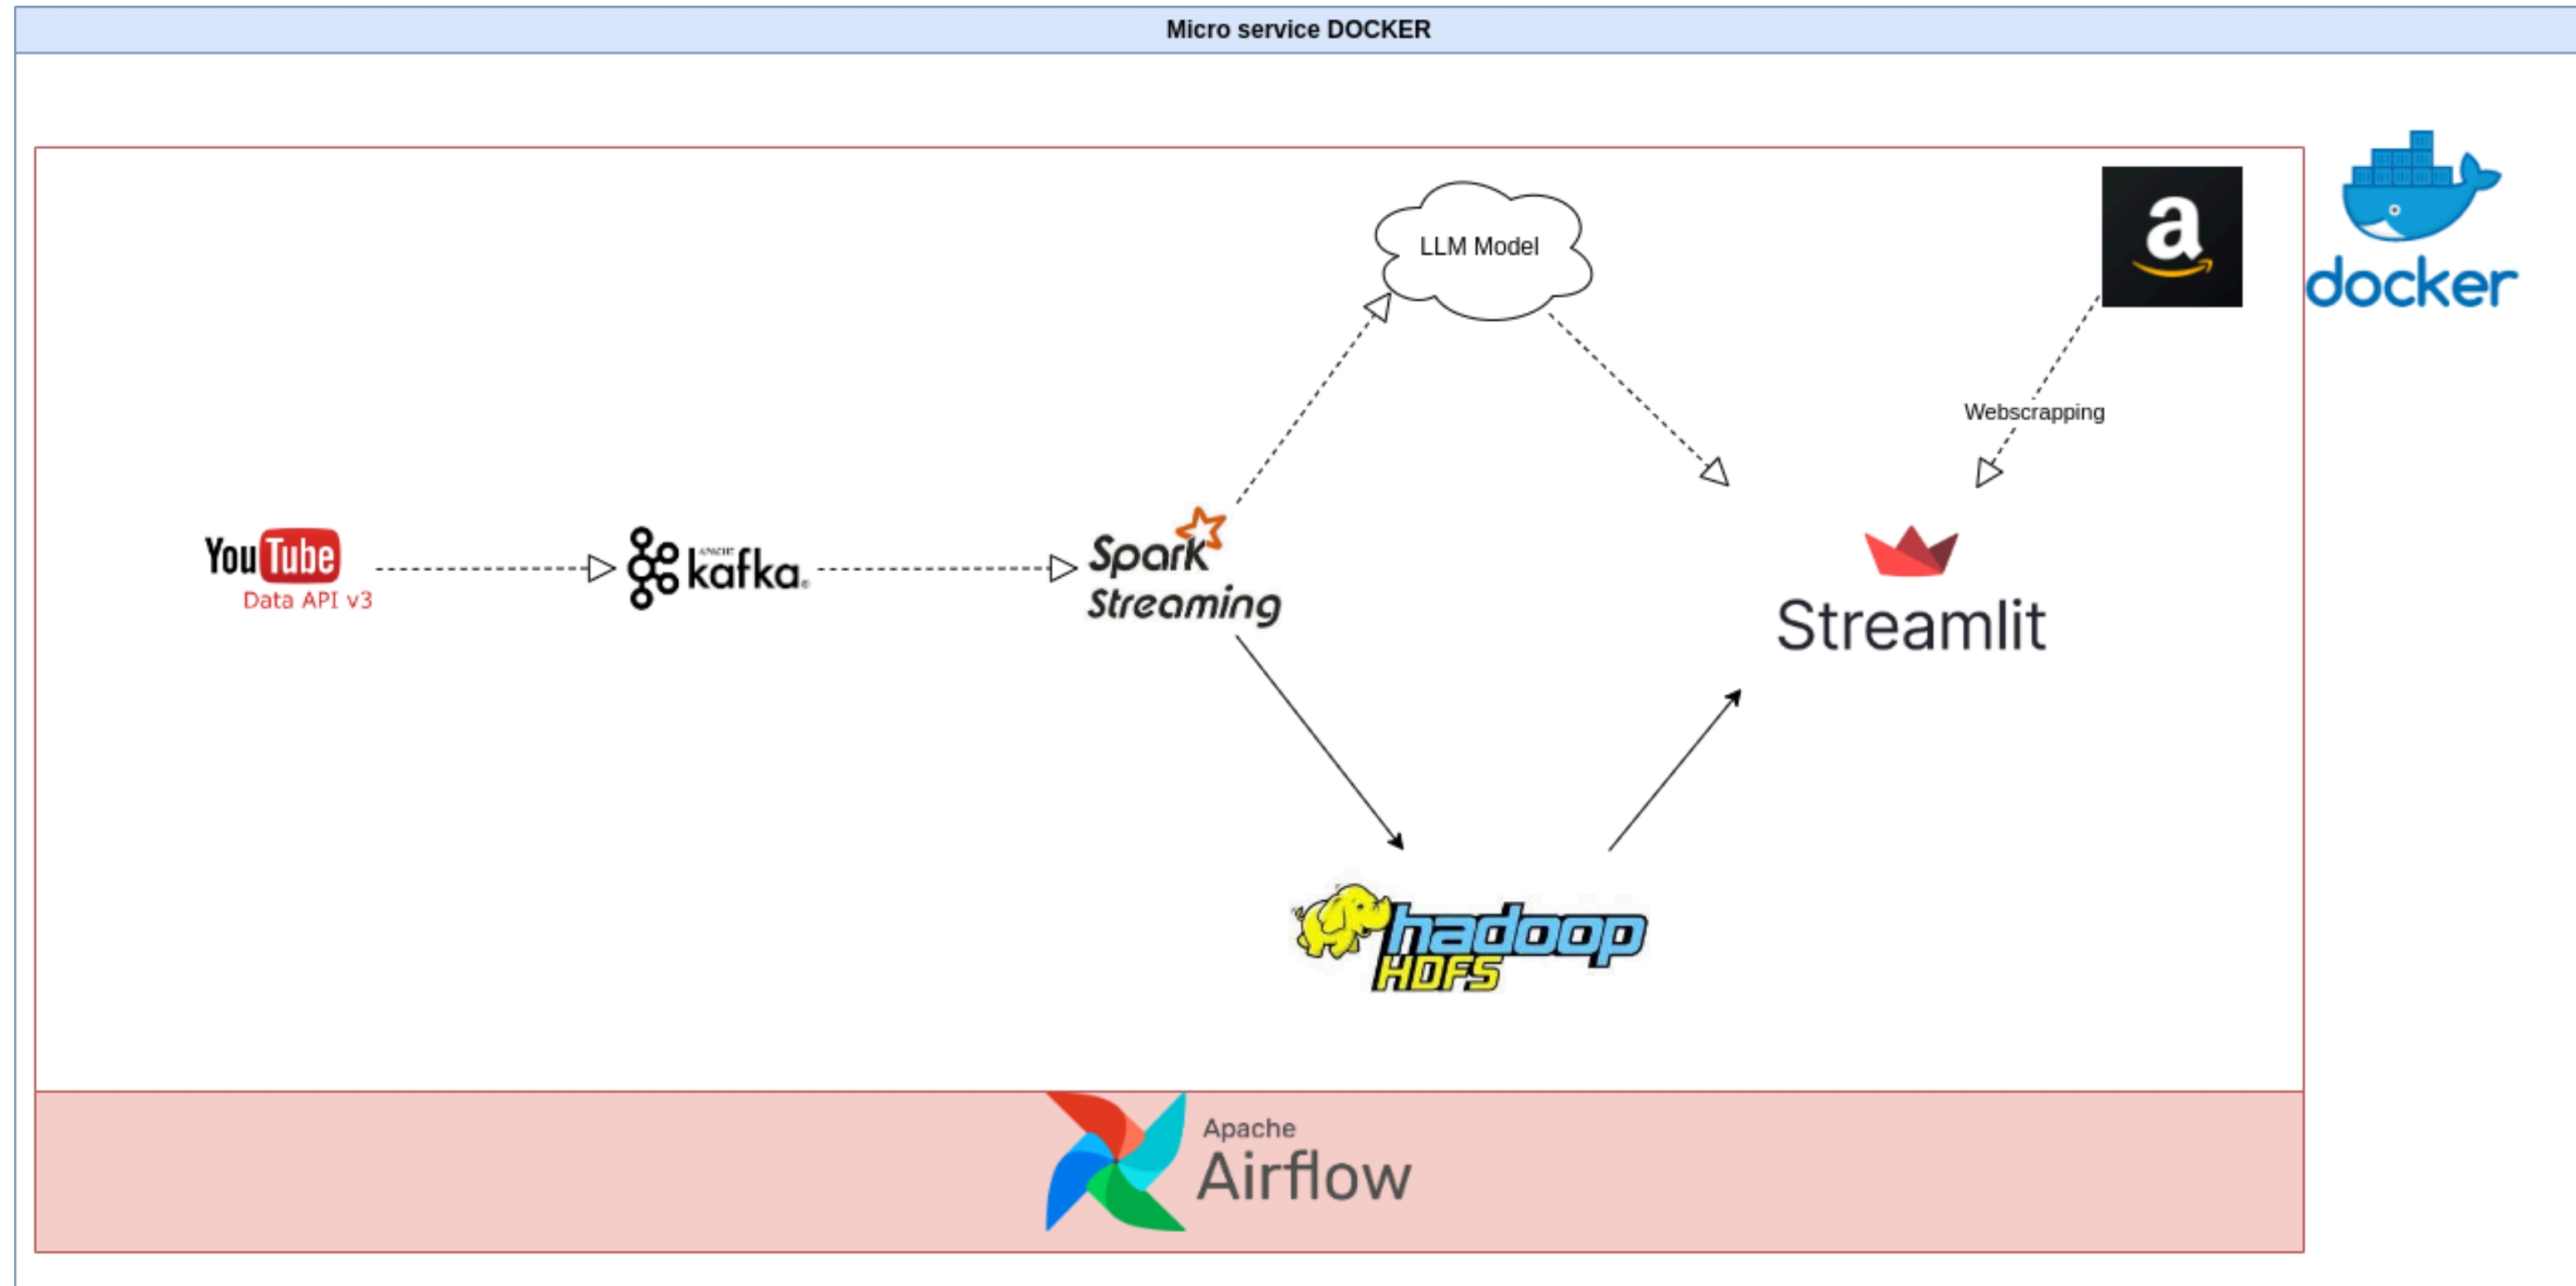 Micro service DOCKER
LLM Model
a
docker
Webscrapping
YouTube
Data API v3
APACHE
kafka
Spark
Streaming
Streamlit
hadoop
HDFS
Apache
Airflow